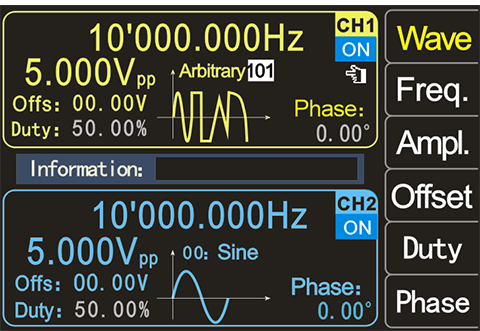 10'000.000Hz CH1
ON
5.000Vpp Arbitrary101
Offs: 00.00V
Duty: 50.00%
Phase:
0.00°
Information:
10'000.000Hz CH2
ON
5.000Vpp 00: Sine
Offs: 00.00V
Duty: 50.00%
Phase:
0.00°
Wave
Freq.
Ampl.
Offset
Duty
Phase